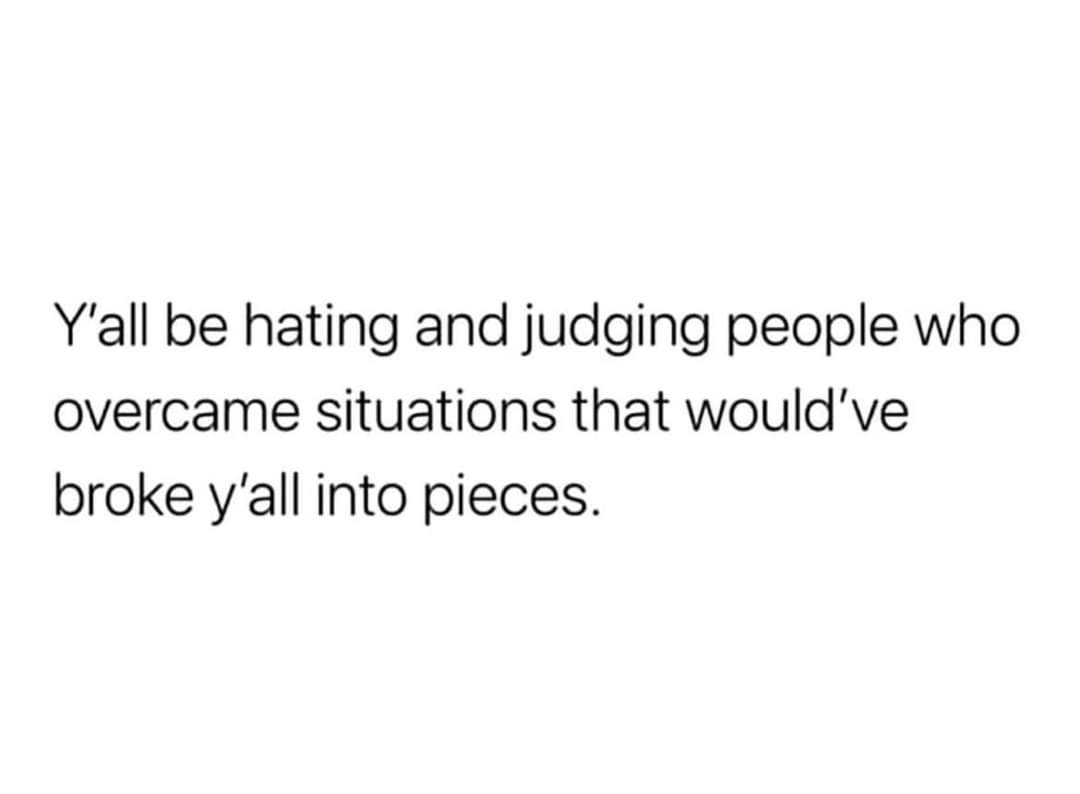 Y’all be hating and judging people who
overcame situations that would’ve
broke y’all into pieces.